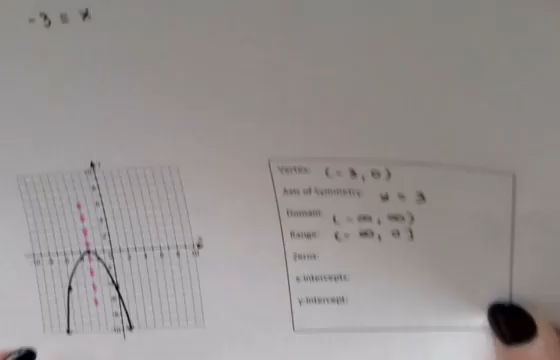 -3 = x
Vertex: (-3, 0)
Axis of Symmetry: x = 3
Domain: (-∞, ∞)
Range: (-∞, 0]
Zeros:
x-intercepts:
y-intercept: